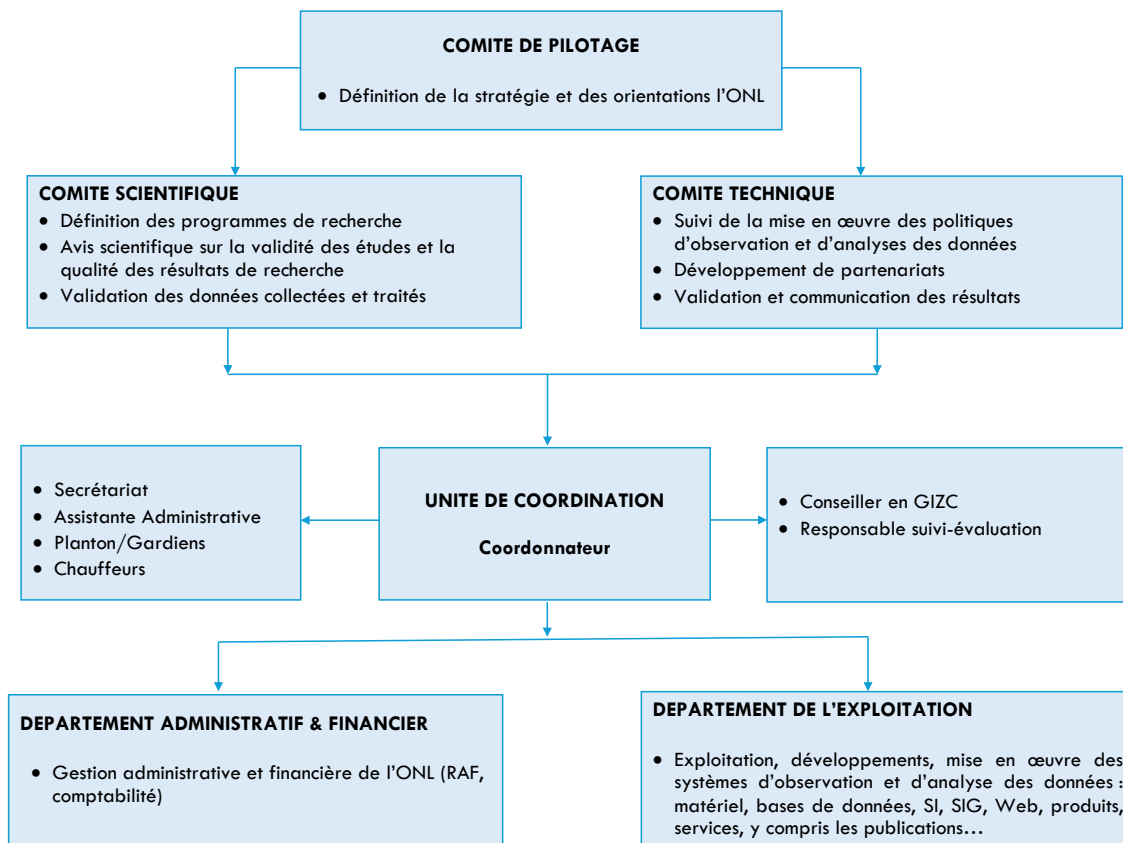 COMITE DE PILOTAGE
• Définition de la stratégie et des orientations l’ONL
COMITE SCIENTIFIQUE
• Définition des programmes de recherche
• Avis scientifique sur la validité des études et la
qualité des résultats de recherche
• Validation des données collectées et traités
COMITE TECHNIQUE
• Suivi de la mise en œuvre des politiques
d’observation et d’analyses des données
• Développement de partenariats
• Validation et communication des résultats
• Secrétariat
• Assistante Administrative
• Planton/Gardiens
• Chauffeurs
UNITE DE COORDINATION
Coordonnateur
• Conseiller en GIZC
• Responsable suivi-évaluation
DEPARTEMENT ADMINISTRATIF & FINANCIER
• Gestion administrative et financière de l’ONL (RAF,
comptabilité)
DEPARTEMENT DE L’EXPLOITATION
• Exploitation, développements, mise en œuvre des
systèmes d’observation et d’analyse des données :
matériel, bases de données, SI, SIG, Web, produits,
services, y compris les publications…